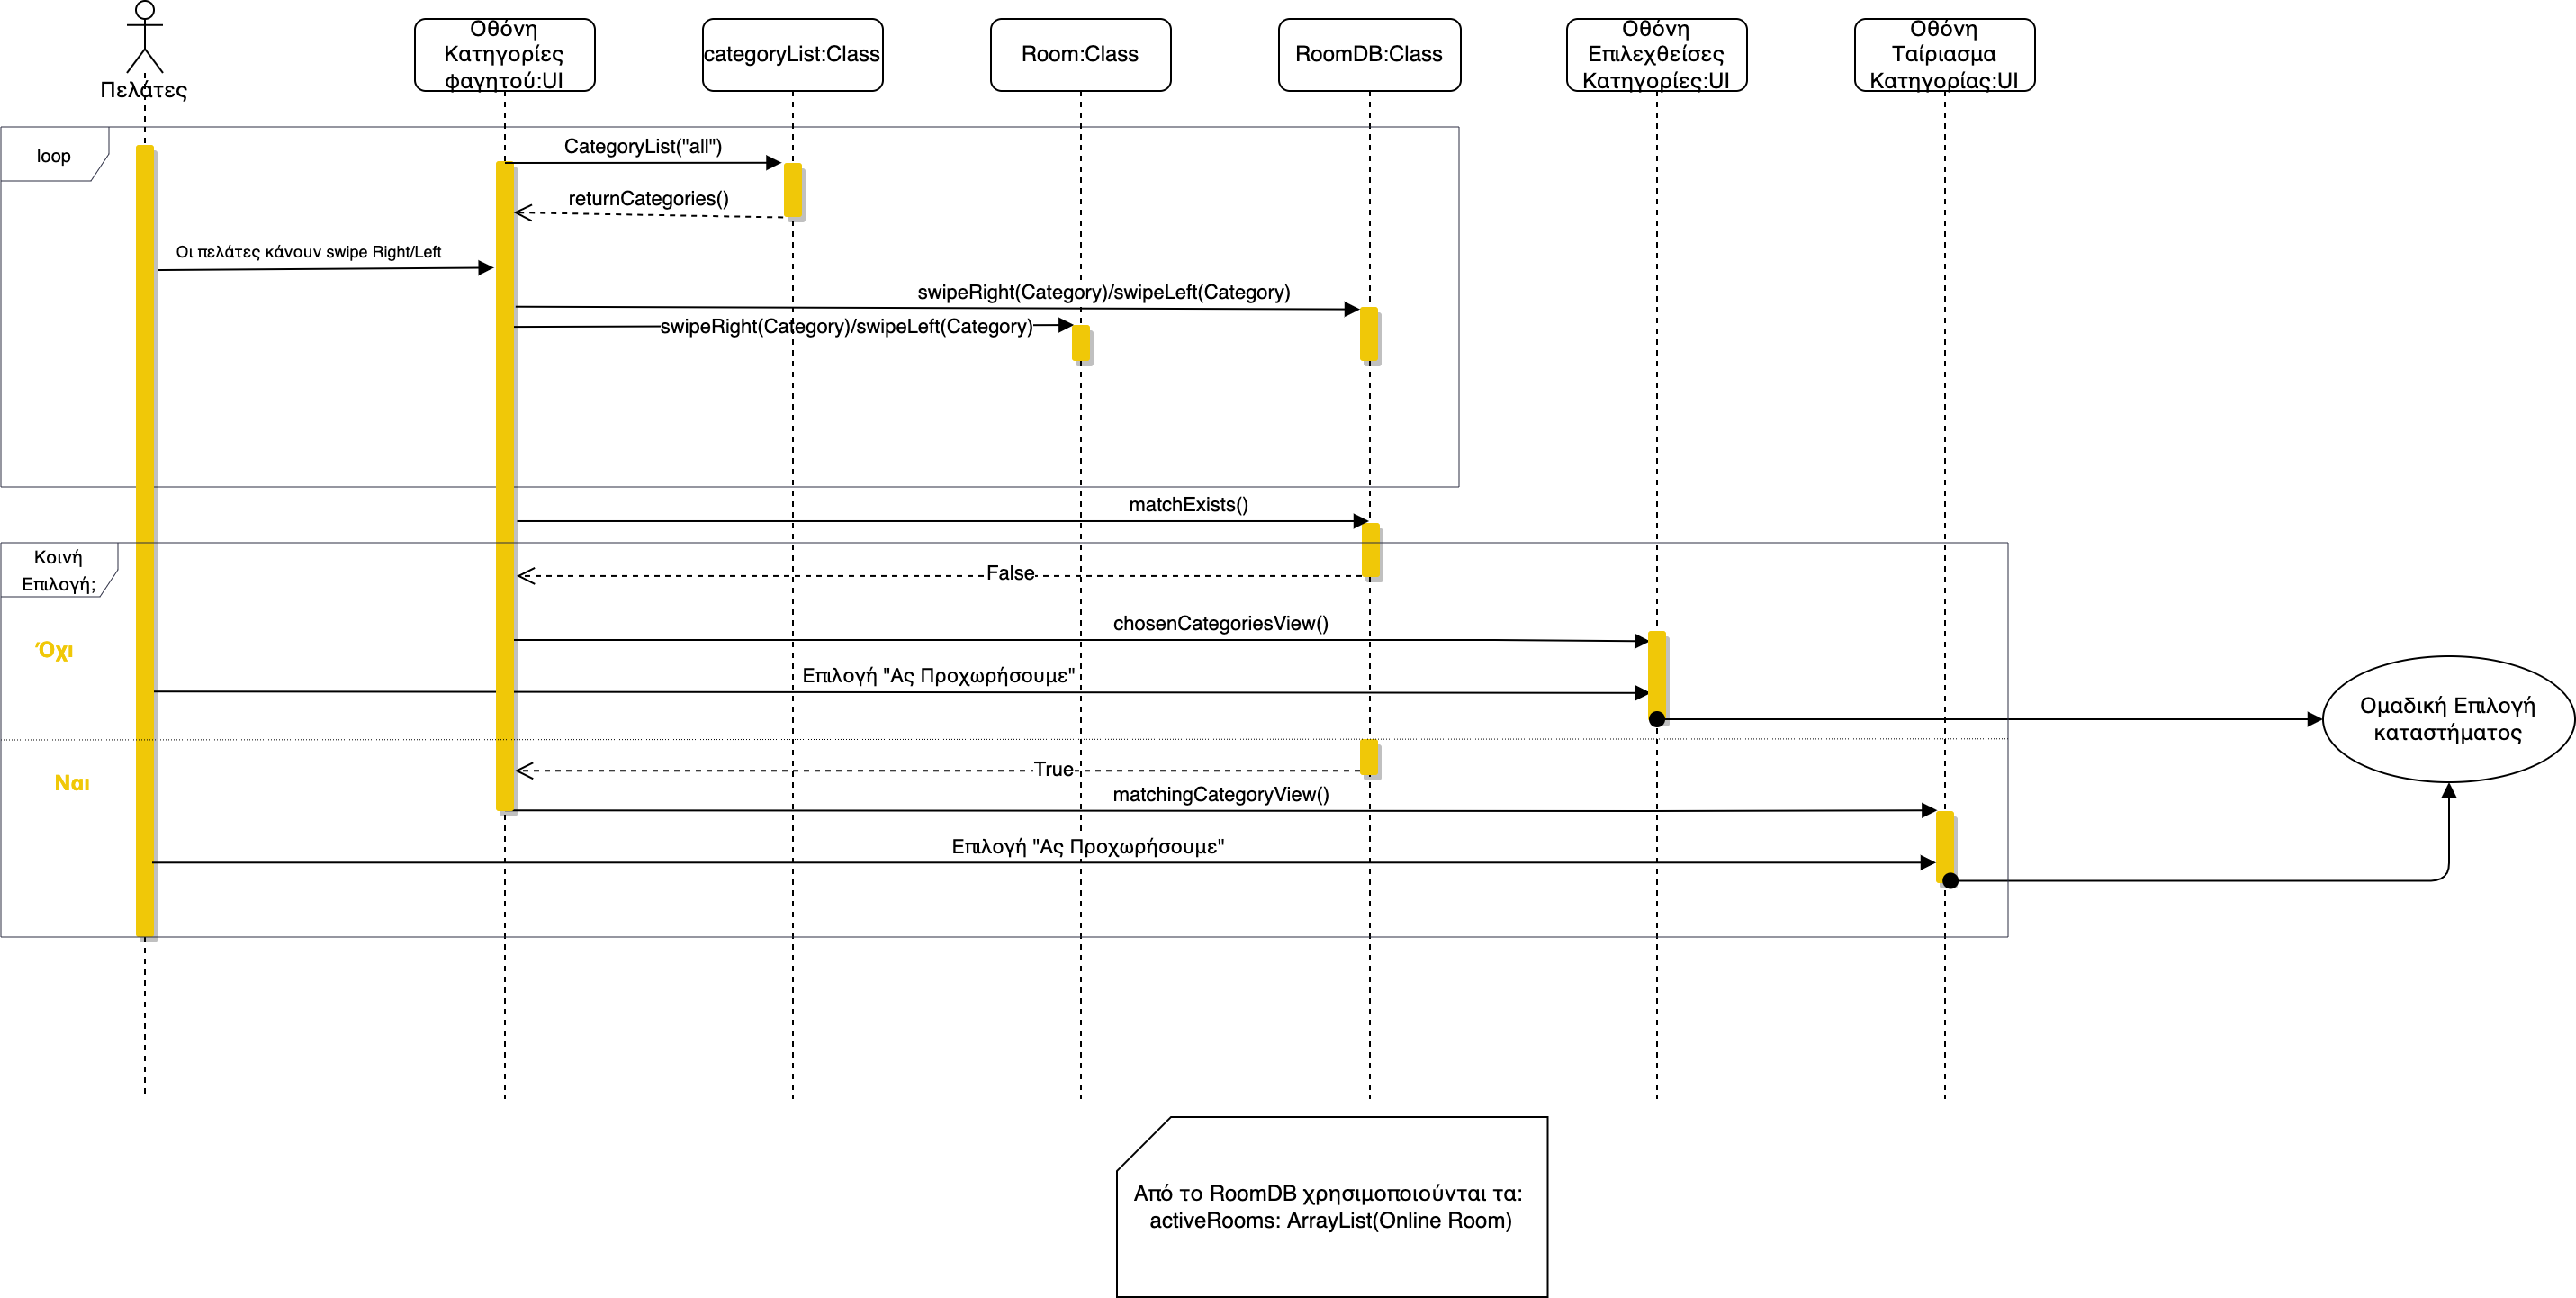 Πελάτες
Οθόνη
Κατηγορίες
φαγητού:UI
categoryList:Class
Room:Class
RoomDB:Class
Οθόνη
Επιλεχθείσες
Κατηγορίες:UI
Οθόνη
Ταίριασμα
Κατηγορίας:UI
loop
CategoryList("all")
returnCategories()
Οι πελάτες κάνουν swipe Right/Left
swipeRight(Category)/swipeLeft(Category)
swipeRight(Category)/swipeLeft(Category)
matchExists()
Κοινή
Επιλογή;
False
chosenCategoriesView()
Όχι
Επιλογή "Ας Προχωρήσουμε"
Ομαδική Επιλογή
καταστήματος
True
Ναι
matchingCategoryView()
Επιλογή "Ας Προχωρήσουμε"
Από το RoomDB χρησιμοποιούνται τα:
activeRooms: ArrayList(Online Room)